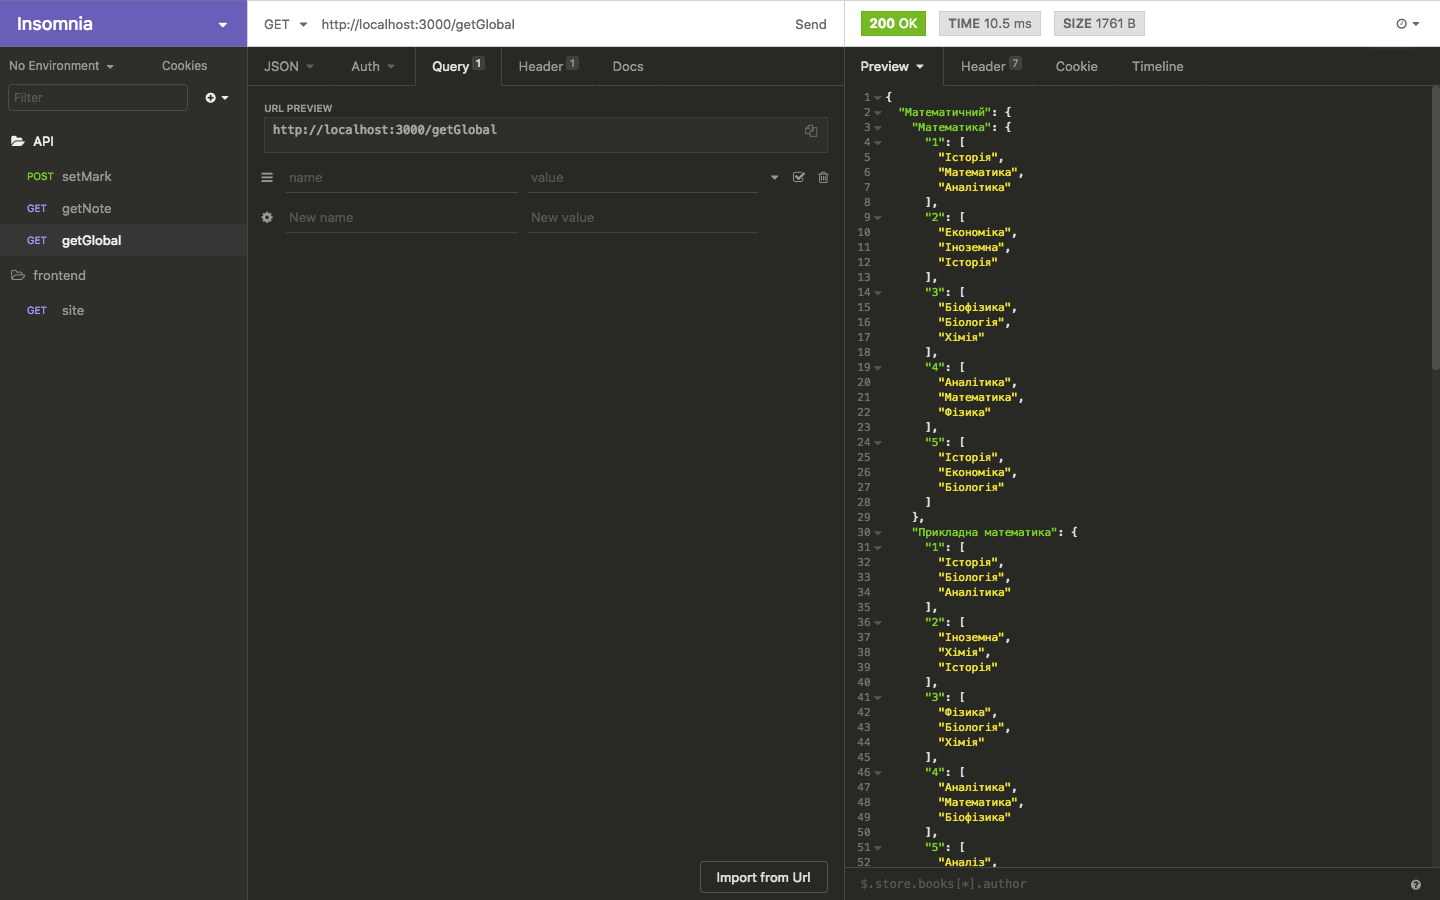 Insomnia
GET http://localhost:3000/getGlobal Send
200 OK TIME 10.5 ms SIZE 1761 B
No Environment Cookies
Filter
API
POST setMark
GET getNote
GET getGlobal
frontend
GET site
JSON Auth Query 1 Header 1 Docs
URL PREVIEW
http://localhost:3000/getGlobal
name value
New name New value
Import from Url
Preview Header 7 Cookie Timeline
1 {
2 "Математичний": {
3 "Математика": {
4 "1": [
5 "Історія",
6 "Математика",
7 "Аналітика"
8 ],
9 "2": [
10 "Економіка",
11 "Іноземна",
12 "Історія"
13 ],
14 "3": [
15 "Біофізика",
16 "Біологія",
17 "Хімія"
18 ],
19 "4": [
20 "Аналітика",
21 "Математика",
22 "Фізика"
23 ],
24 "5": [
25 "Історія",
26 "Економіка",
27 "Біологія"
28 ]
29 },
30 "Прикладна математика": {
31 "1": [
32 "Історія",
33 "Біологія",
34 "Аналітика"
35 ],
36 "2": [
37 "Іноземна",
38 "Хімія",
39 "Історія"
40 ],
41 "3": [
42 "Фізика",
43 "Біологія",
44 "Хімія"
45 ],
46 "4": [
47 "Аналітика",
48 "Математика",
49 "Біофізика"
50 ],
51 "5": [
52 "Аналіз",
$.store.books[*].author